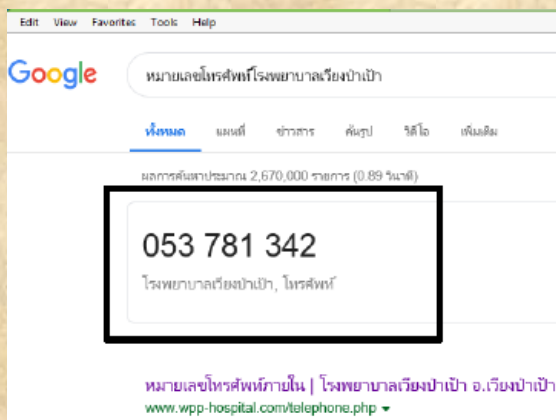 Edit View Favorites Tools Help
Google
หมายเลขโทรศัพท์โรงพยาบาลเวียงป่าเป้า
ทั้งหมด แผนที่ ข่าวสาร ค้นรูป วิดีโอ เพิ่มเติม
ผลการค้นหาประมาณ 2,670,000 รายการ (0.89 วินาที)
053 781 342
โรงพยาบาลเวียงป่าเป้า, โทรศัพท์
หมายเลขโทรศัพท์ภายใน | โรงพยาบาลเวียงป่าเป้า อ.เวียงป่าเป้า
www.wpp-hospital.com/telephone.php